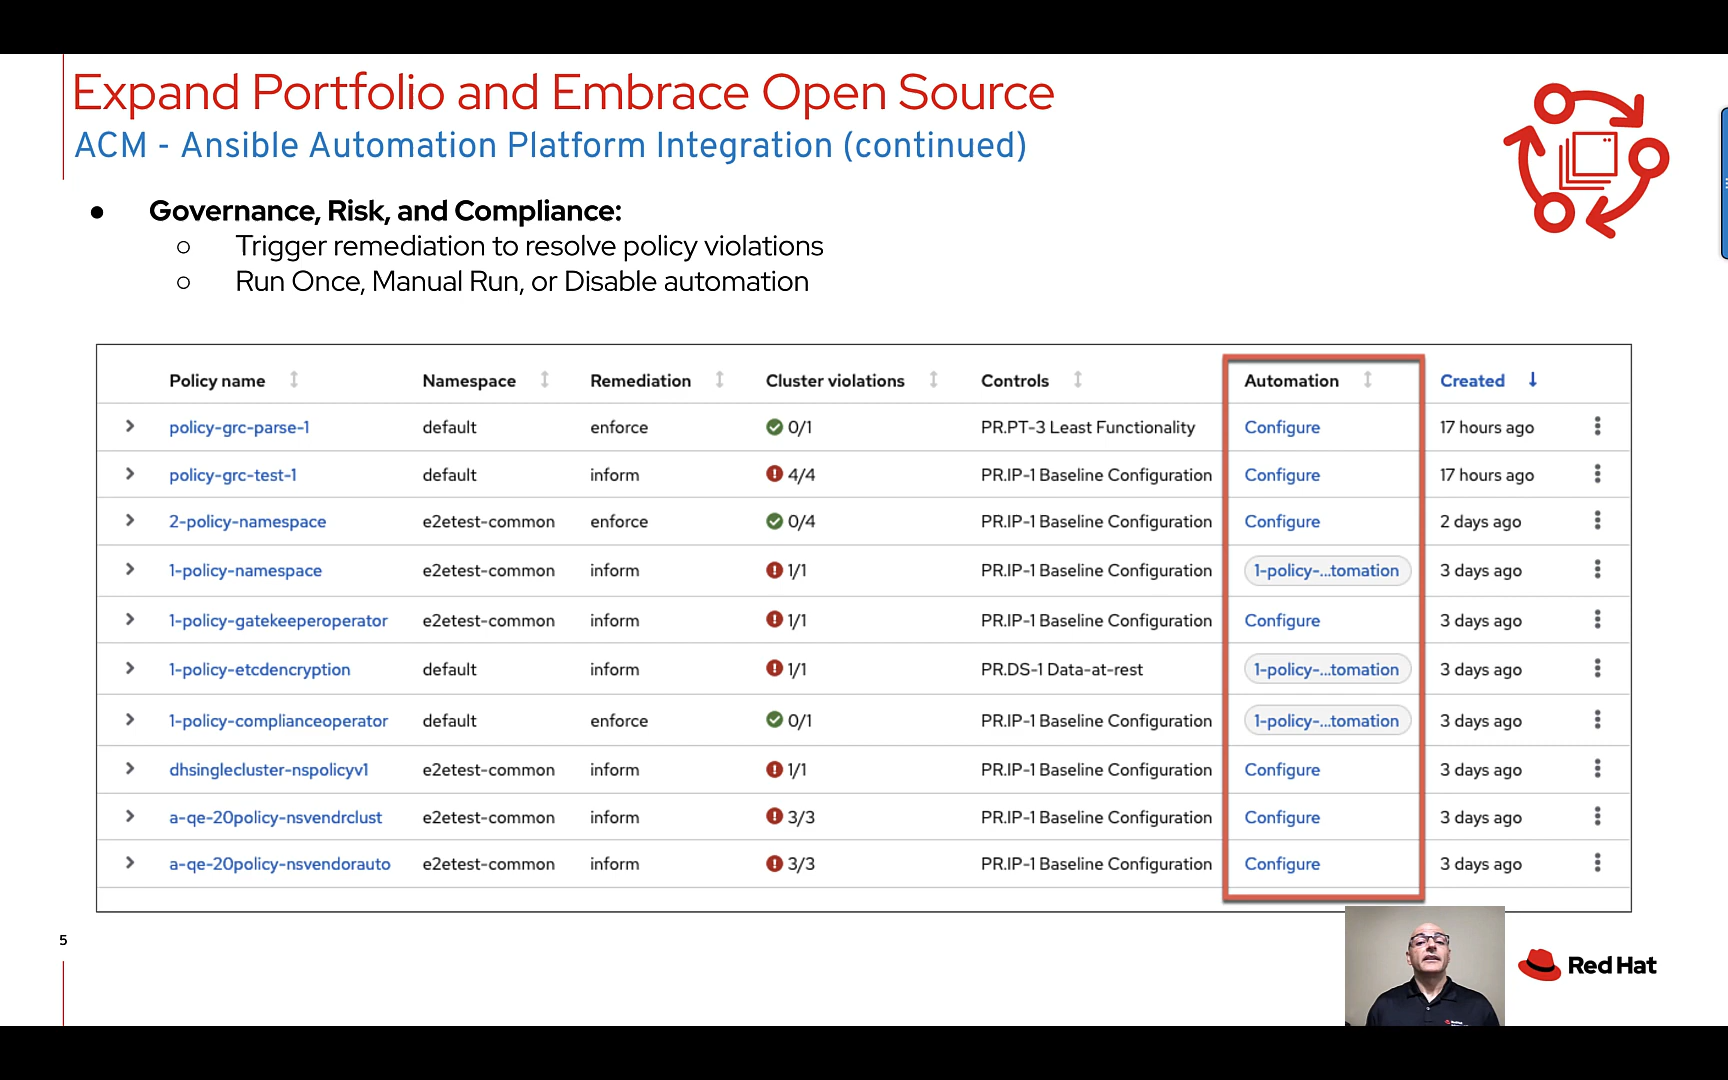 Expand Portfolio and Embrace Open Source
ACM - Ansible Automation Platform Integration (continued)
● Governance, Risk, and Compliance:
○ Trigger remediation to resolve policy violations
○ Run Once, Manual Run, or Disable automation
Policy name Namespace Remediation Cluster violations Controls Automation Created
policy-grc-parse-1 default enforce 0/1 PR.PT-3 Least Functionality Configure 17 hours ago
policy-grc-test-1 default inform 4/4 PR.IP-1 Baseline Configuration Configure 17 hours ago
2-policy-namespace e2etest-common enforce 0/4 PR.IP-1 Baseline Configuration Configure 2 days ago
1-policy-namespace e2etest-common inform 1/1 PR.IP-1 Baseline Configuration 1-policy-...tomation 3 days ago
1-policy-gatekeeperoperator e2etest-common inform 1/1 PR.IP-1 Baseline Configuration Configure 3 days ago
1-policy-etcdencryption default inform 1/1 PR.DS-1 Data-at-rest 1-policy-...tomation 3 days ago
1-policy-complianceoperator default enforce 0/1 PR.IP-1 Baseline Configuration 1-policy-...tomation 3 days ago
dhsinglecluster-nspolicyv1 e2etest-common inform 1/1 PR.IP-1 Baseline Configuration Configure 3 days ago
a-qe-20policy-nsvendrclust e2etest-common inform 3/3 PR.IP-1 Baseline Configuration Configure 3 days ago
a-qe-20policy-nsvendorauto e2etest-common inform 3/3 PR.IP-1 Baseline Configuration Configure 3 days ago
5
Red Hat